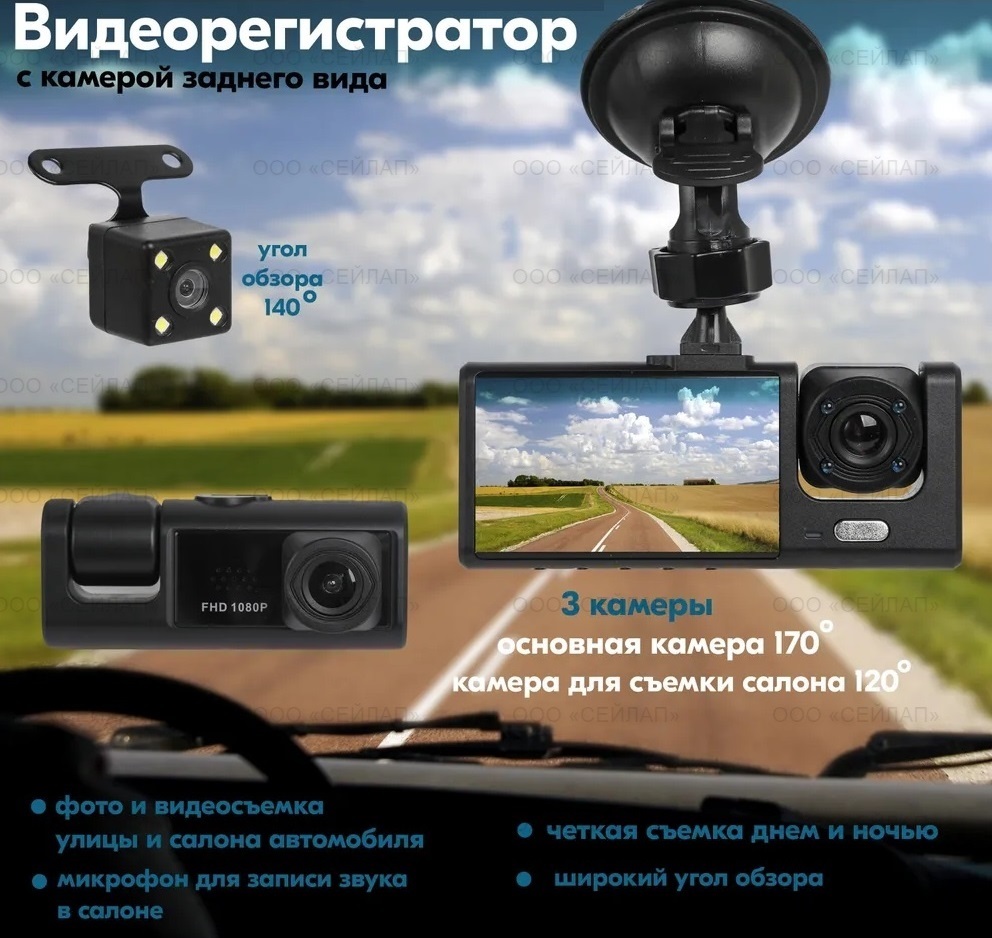 Видеорегистратор
с камерой заднего вида
ООО «СЕЙЛАП»
угол
обзора
140°
FHD 1080P
3 камеры
основная камера 170°
камера для съемки салона 120°
• фото и видеосъемка
улицы и салона автомобиля
• микрофон для записи звука
в салоне
• четкая съемка днем и ночью
• широкий угол обзора